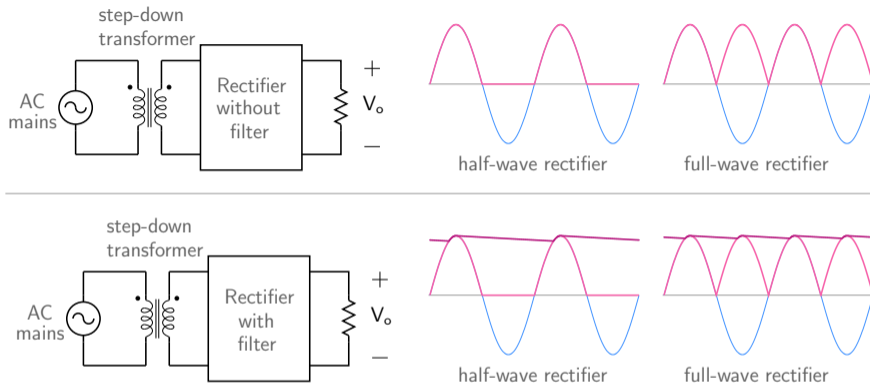 step-down
transformer
AC
mains
Rectifier
without
filter
+
Vo
−
half-wave rectifier
full-wave rectifier
step-down
transformer
AC
mains
Rectifier
with
filter
+
Vo
−
half-wave rectifier
full-wave rectifier